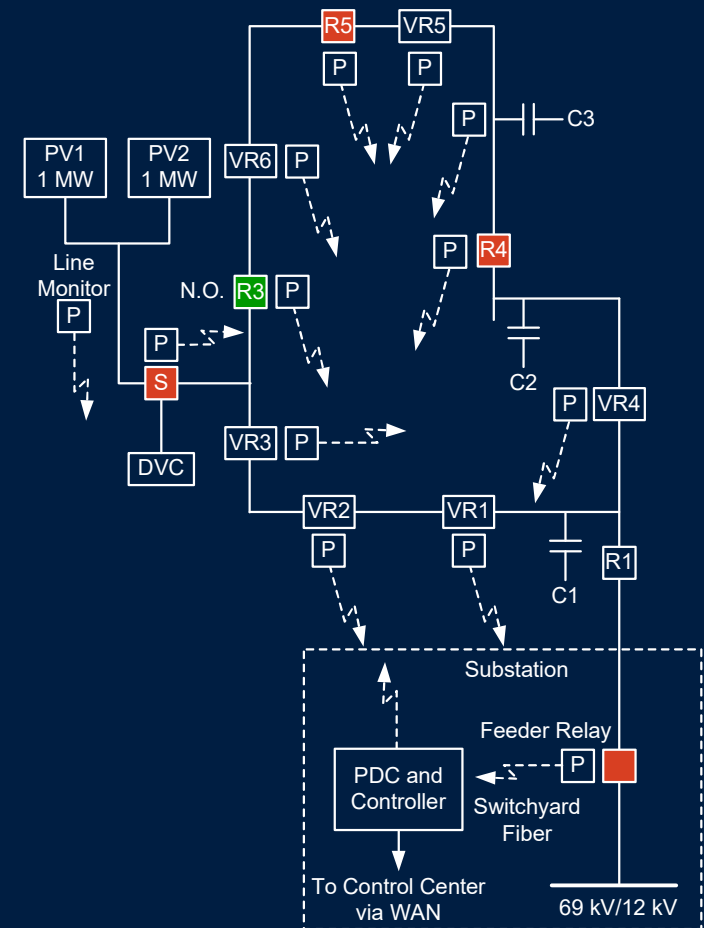 R5
VR5
P
P
P
C3
PV1
1 MW
PV2
1 MW
VR6
P
Line
Monitor
P
N.O.
R3
P
P
R4
P
S
C2
P
VR4
DVC
VR3
P
VR2
VR1
P
P
C1
R1
Substation
Feeder Relay
PDC and
Controller
P
Switchyard
Fiber
To Control Center
via WAN
69 kV/12 kV